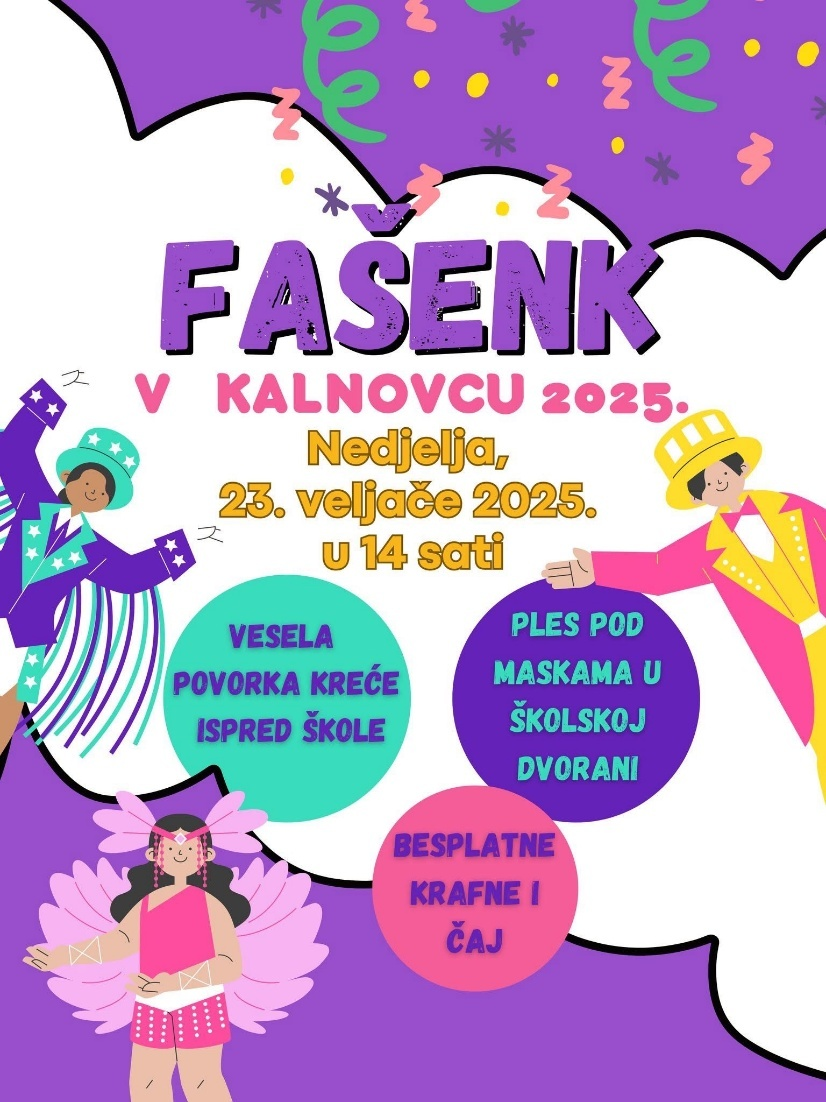 FAŠENK
V KALNOVCU 2025.
Nedjelja,
23. veljače 2025.
u 14 sati
VESELA
POVORKA KREĆE
ISPRED ŠKOLE
PLES POD
MASKAMA U
ŠKOLSKOJ
DVORANI
BESPLATNE
KRAFNE I
ČAJ